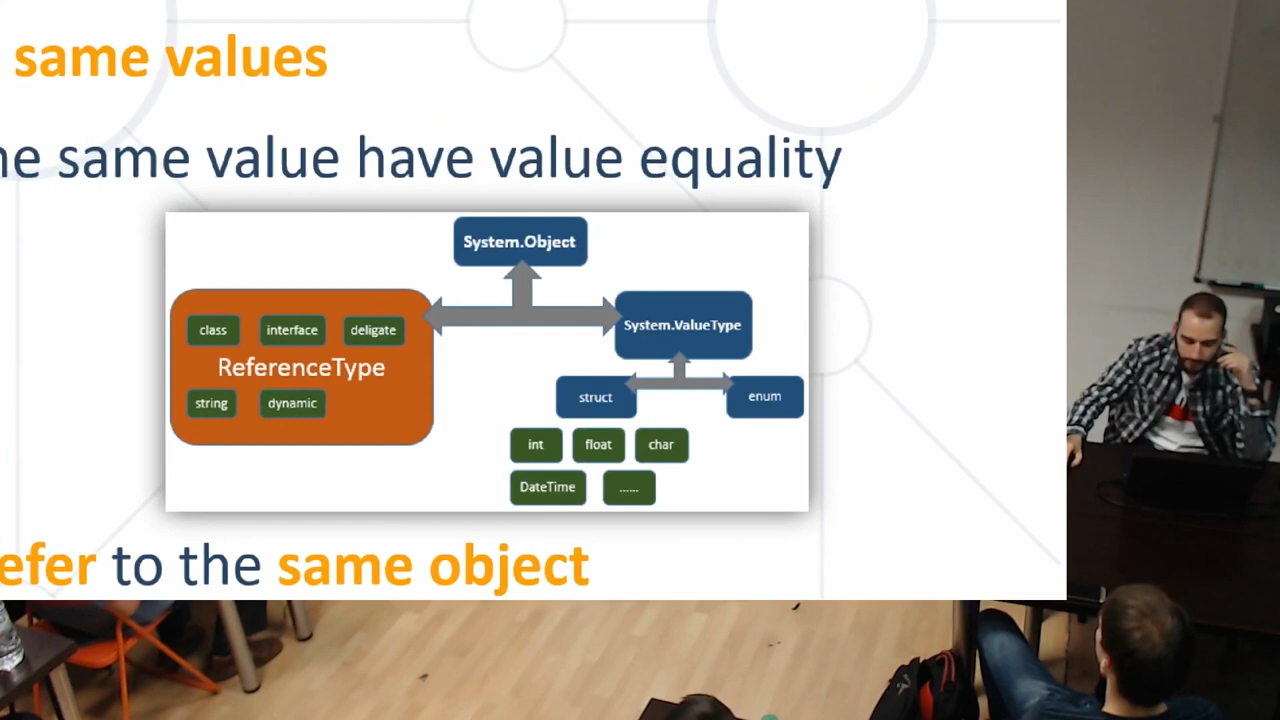 same values
he same value have value equality
System.Object
class interface deligate
System.ValueType
ReferenceType
string dynamic
struct enum
int float char
DateTime ......
efer to the same object